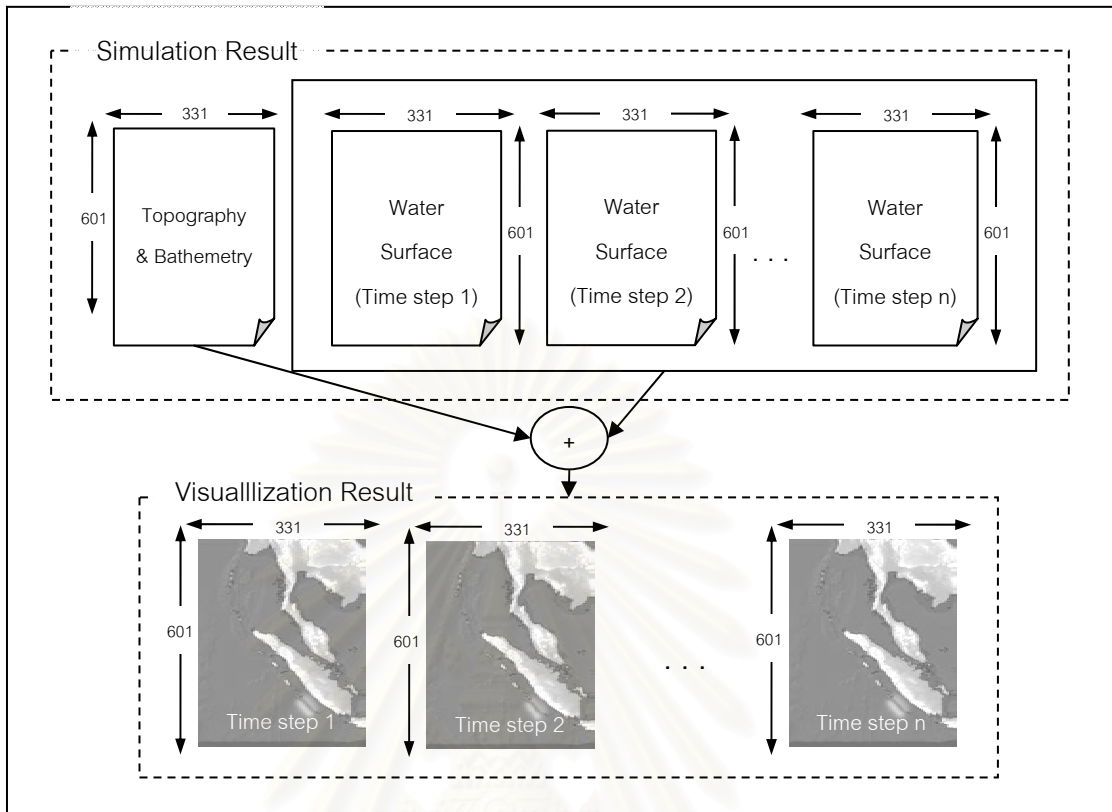 Simulation Result
331
331
331
331
601
Topography
& Bathemetry
Water
Surface
(Time step 1)
601
Water
Surface
(Time step 2)
601
. . .
Water
Surface
(Time step n)
601
+
Visualllization Result
331
331
331
601
Time step 1
601
Time step 2
. . .
601
Time step n